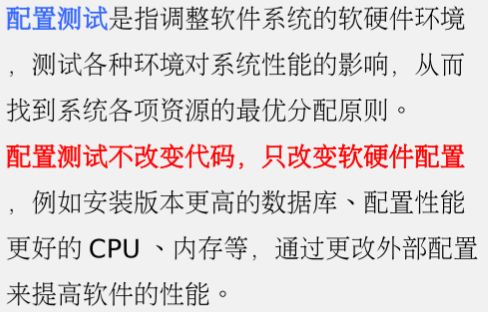 配置测试是指调整软件系统的软硬件环境
，测试各种环境对系统性能的影响，从而
找到系统各项资源的最优分配原则。
配置测试不改变代码，只改变软硬件配置
，例如安装版本更高的数据库、配置性能
更好的 CPU 、内存等，通过更改外部配置
来提高软件的性能。